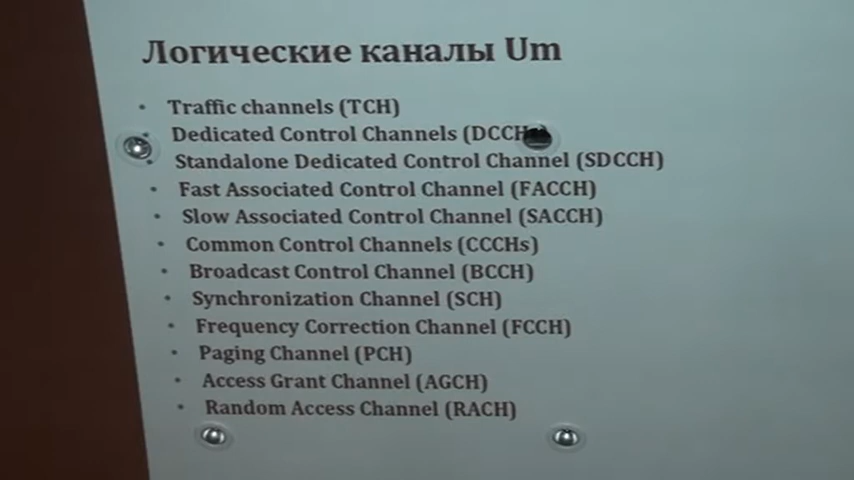 Логические каналы Um
• Traffic channels (TCH)
• Dedicated Control Channels (DCCH
• Standalone Dedicated Control Channel (SDCCH)
• Fast Associated Control Channel (FACCH)
• Slow Associated Control Channel (SACCH)
• Common Control Channels (CCCHs)
• Broadcast Control Channel (BCCH)
• Synchronization Channel (SCH)
• Frequency Correction Channel (FCCH)
• Paging Channel (PCH)
• Access Grant Channel (AGCH)
• Random Access Channel (RACH)